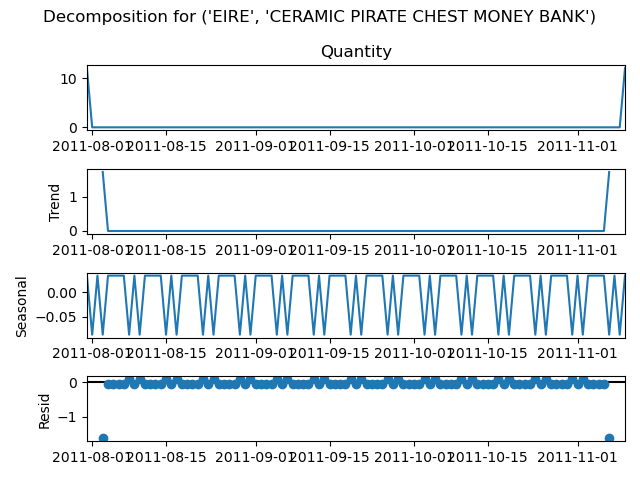 Decomposition for ('EIRE', 'CERAMIC PIRATE CHEST MONEY BANK')
Quantity
10
0
2011-08-01 2011-08-15 2011-09-01 2011-09-15 2011-10-01 2011-10-15 2011-11-01
Trend
1
0
2011-08-01 2011-08-15 2011-09-01 2011-09-15 2011-10-01 2011-10-15 2011-11-01
Seasonal
0.00
−0.05
2011-08-01 2011-08-15 2011-09-01 2011-09-15 2011-10-01 2011-10-15 2011-11-01
Resid
0
−1
2011-08-01 2011-08-15 2011-09-01 2011-09-15 2011-10-01 2011-10-15 2011-11-01